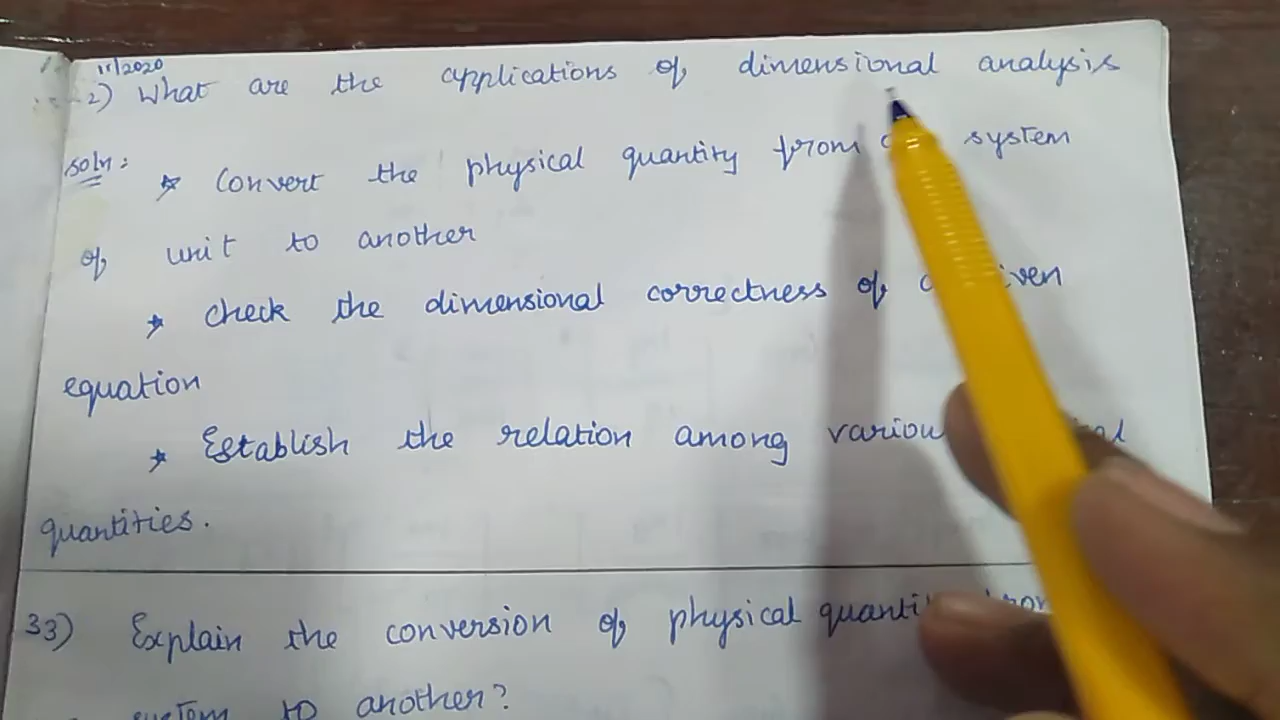 11/2020
2) What are the applications of dimensional analysis
Soln:
* Convert the physical quantity from system
of unit to another
* Check the dimensional correctness of
equation
* Establish the relation among
quantities.
33) Explain the conversion of physical
system to another?